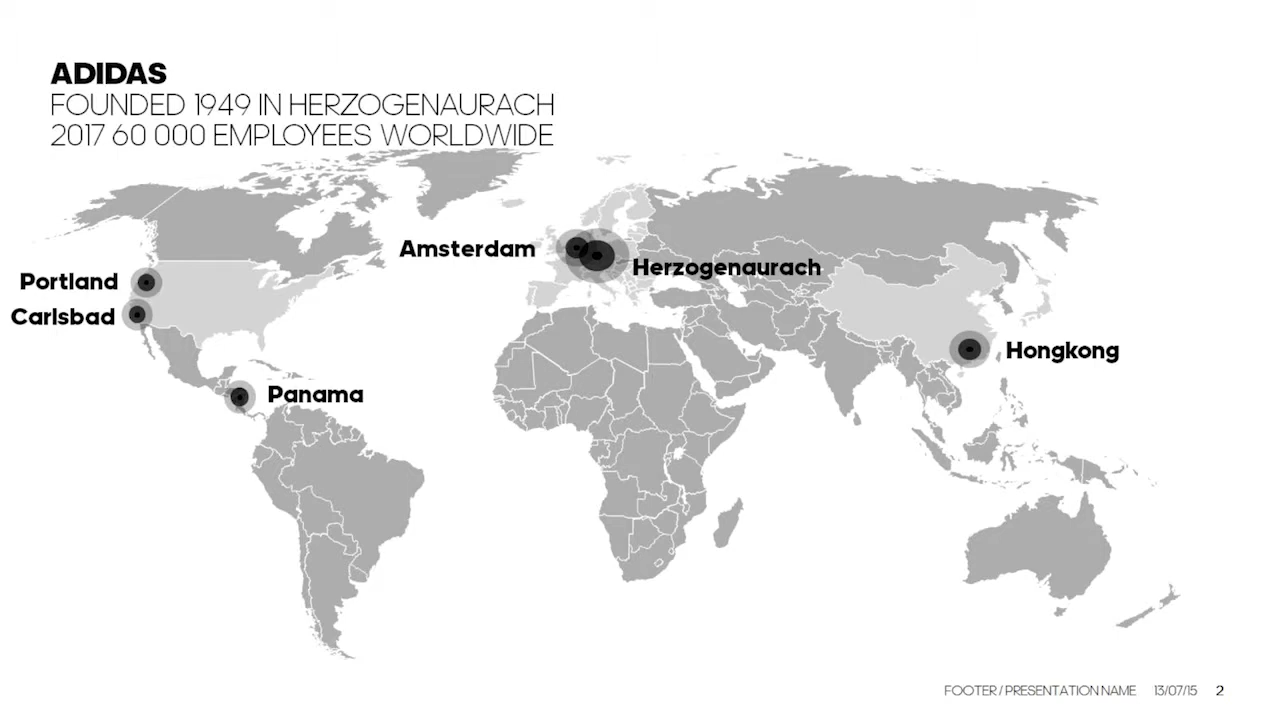 ADIDAS
FOUNDED 1949 IN HERZOGENAURACH
2017 60 000 EMPLOYEES WORLDWIDE
Amsterdam
Herzogenaurach
Portland
Carlsbad
Hongkong
Panama
FOOTER / PRESENTATION NAME 13/07/15 2